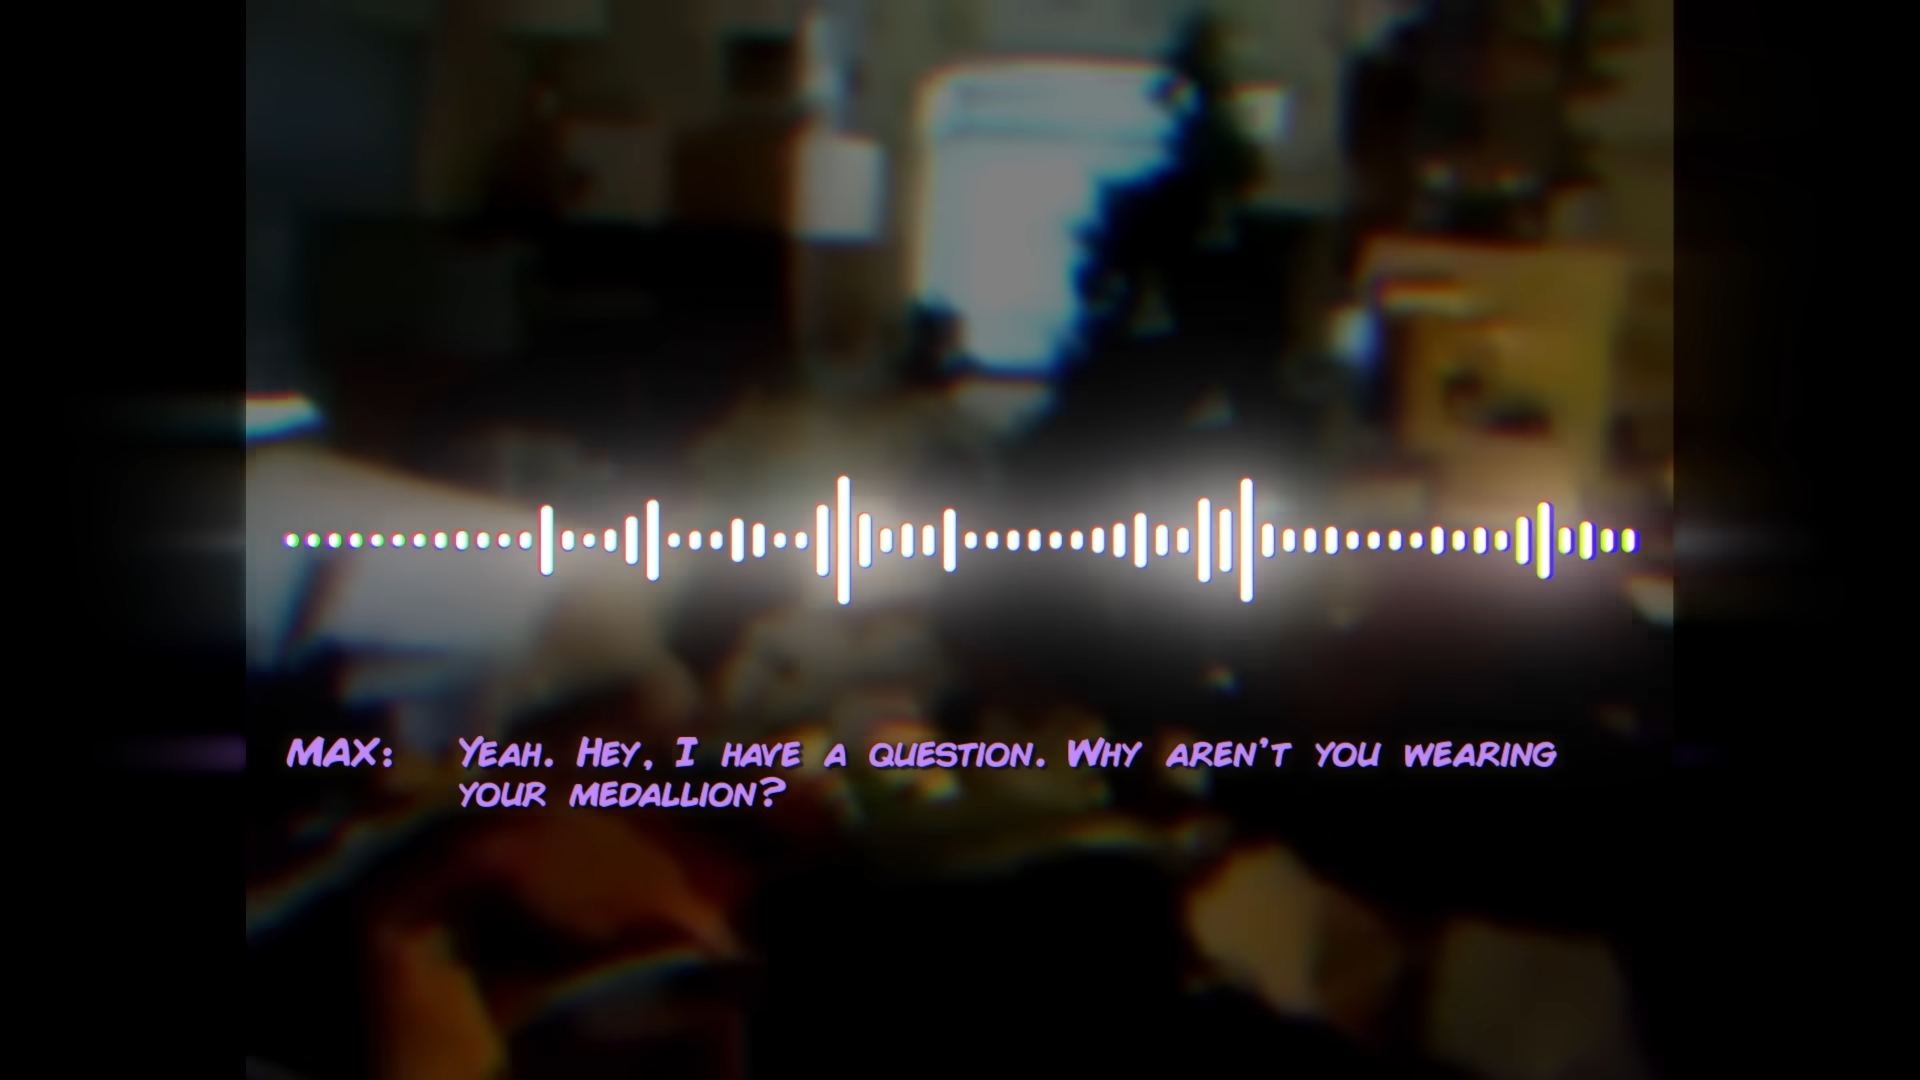 MAX: YEAH. HEY, I HAVE A QUESTION. WHY AREN'T YOU WEARING
YOUR MEDALLION?